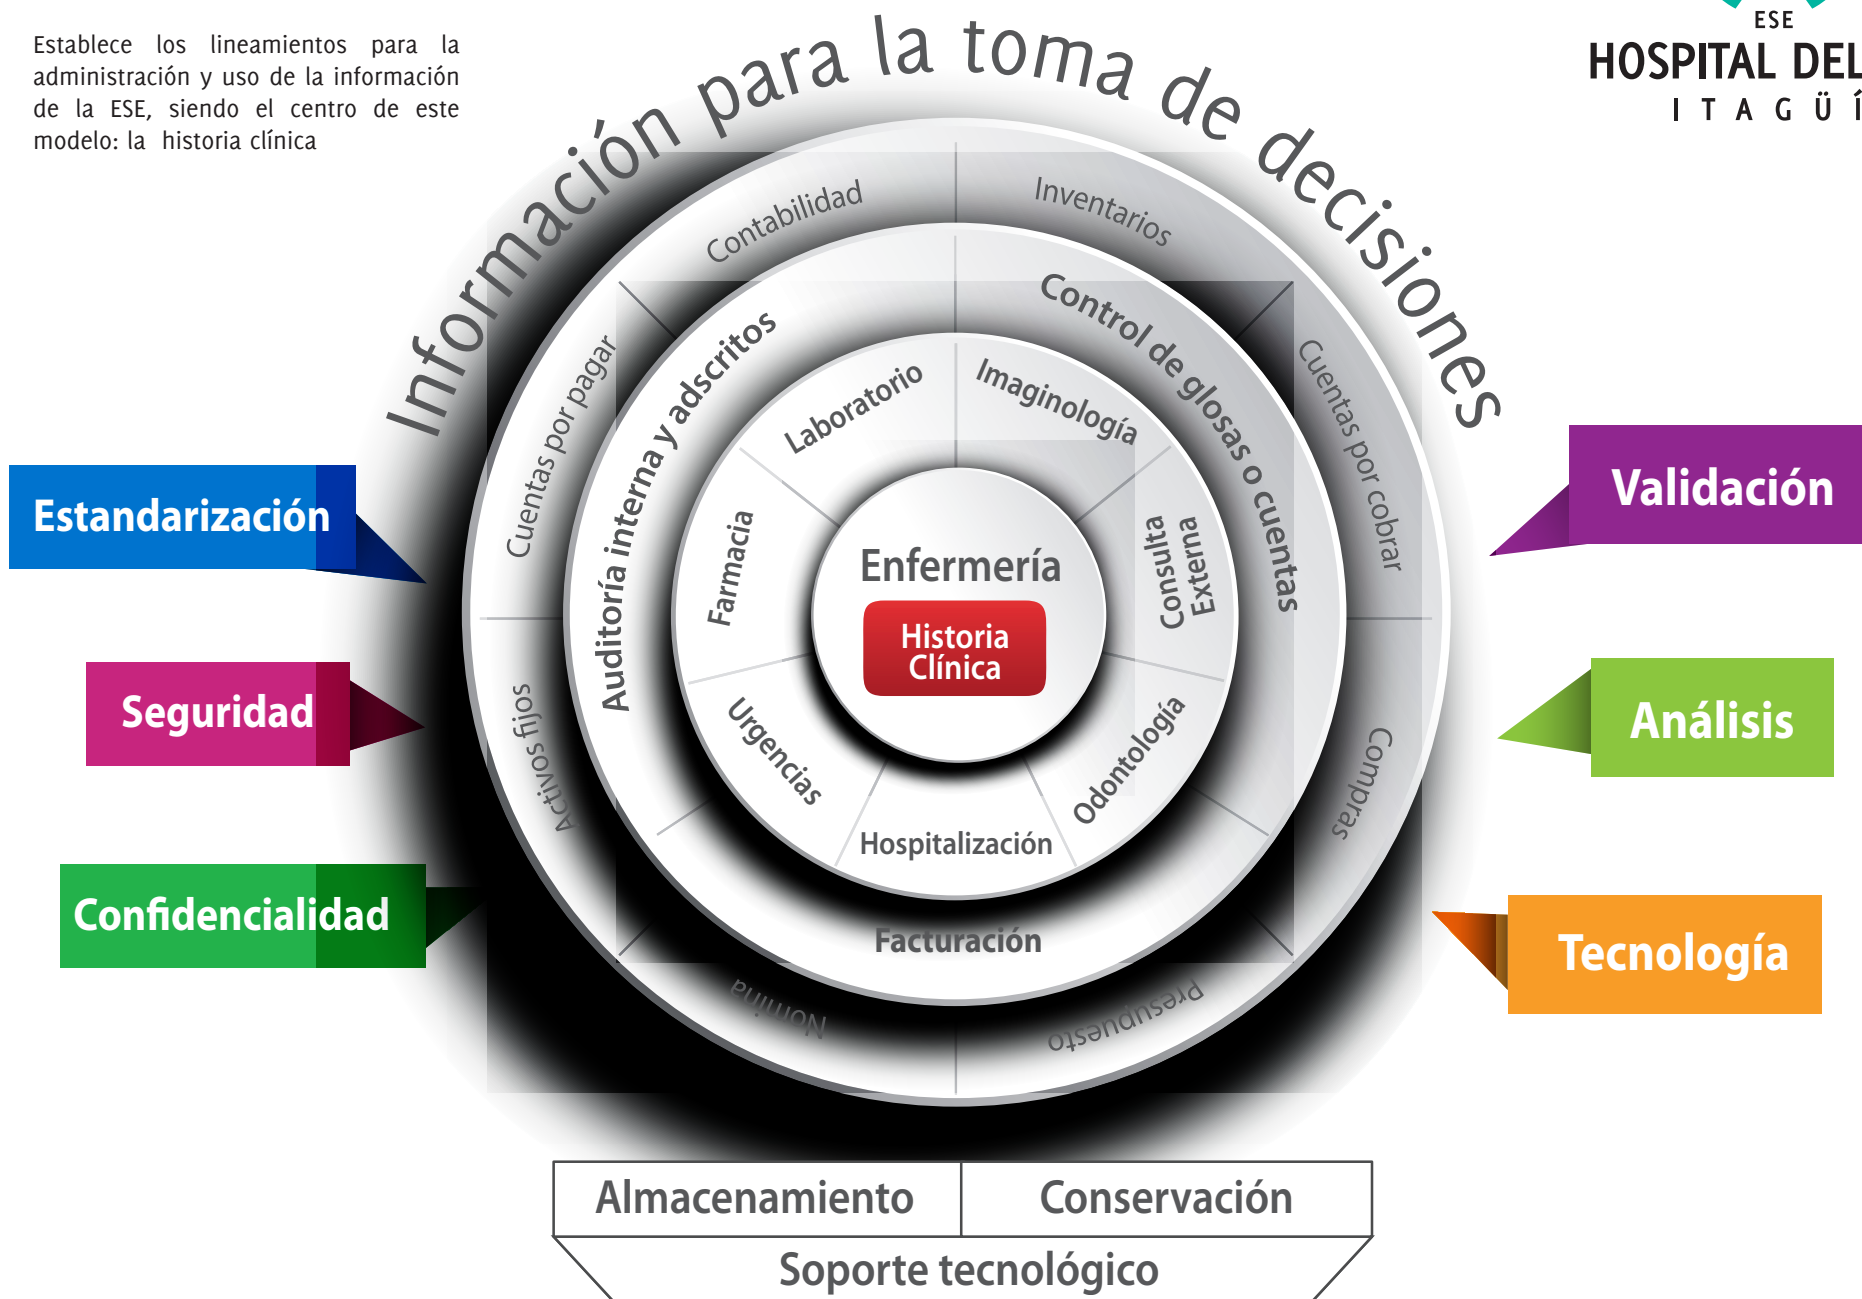 Establece los lineamientos para la
administración y uso de la información
de la ESE, siendo el centro de este
modelo: la historia clínica
ESE
HOSPITAL DEL
ITAGÜÍ
Información para la toma de decisiones
Contabilidad
Inventarios
Cuentas por pagar
Cuentas por cobrar
Activos fijos
Compras
Nomina
Presupuesto
Auditoría interna y adscritos
Control de glosas o cuentas
Facturación
Laboratorio
Imaginología
Farmacia
Consulta
Externa
Urgencias
Odontología
Hospitalización
Enfermería
Historia
Clínica
Estandarización
Seguridad
Confidencialidad
Validación
Análisis
Tecnología
Almacenamiento
Conservación
Soporte tecnológico